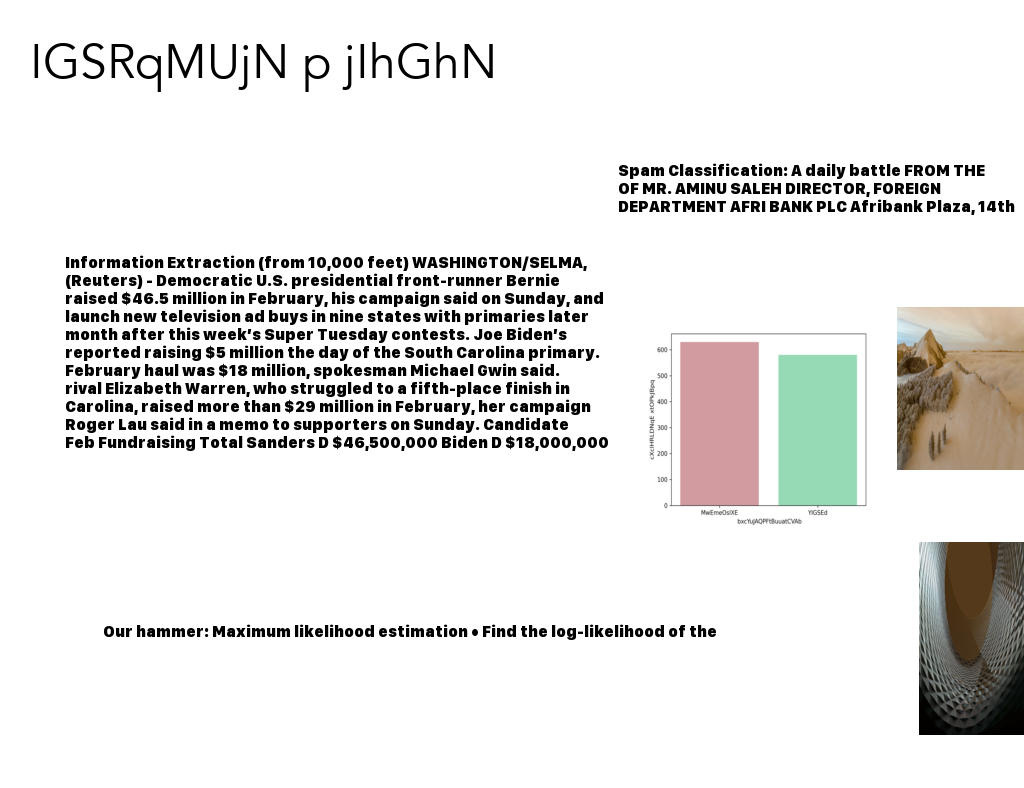 IGSRqMUjN p jIhGhN
Spam Classification: A daily battle FROM THE
OF MR. AMINU SALEH DIRECTOR, FOREIGN
DEPARTMENT AFRI BANK PLC Afribank Plaza, 14th
Information Extraction (from 10,000 feet) WASHINGTON/SELMA,
(Reuters) - Democratic U.S. presidential front-runner Bernie
raised $46.5 million in February, his campaign said on Sunday, and
launch new television ad buys in nine states with primaries later
month after this week's Super Tuesday contests. Joe Biden's
reported raising $5 million the day of the South Carolina primary.
February haul was $18 million, spokesman Michael Gwin said.
rival Elizabeth Warren, who struggled to a fifth-place finish in
Carolina, raised more than $29 million in February, her campaign
Roger Lau said in a memo to supporters on Sunday. Candidate
Feb Fundraising Total Sanders D $46,500,000 Biden D $18,000,000
600
500
400
300
200
100
0
MwEmeOsIXE YIGSEd
Our hammer: Maximum likelihood estimation • Find the log-likelihood of the